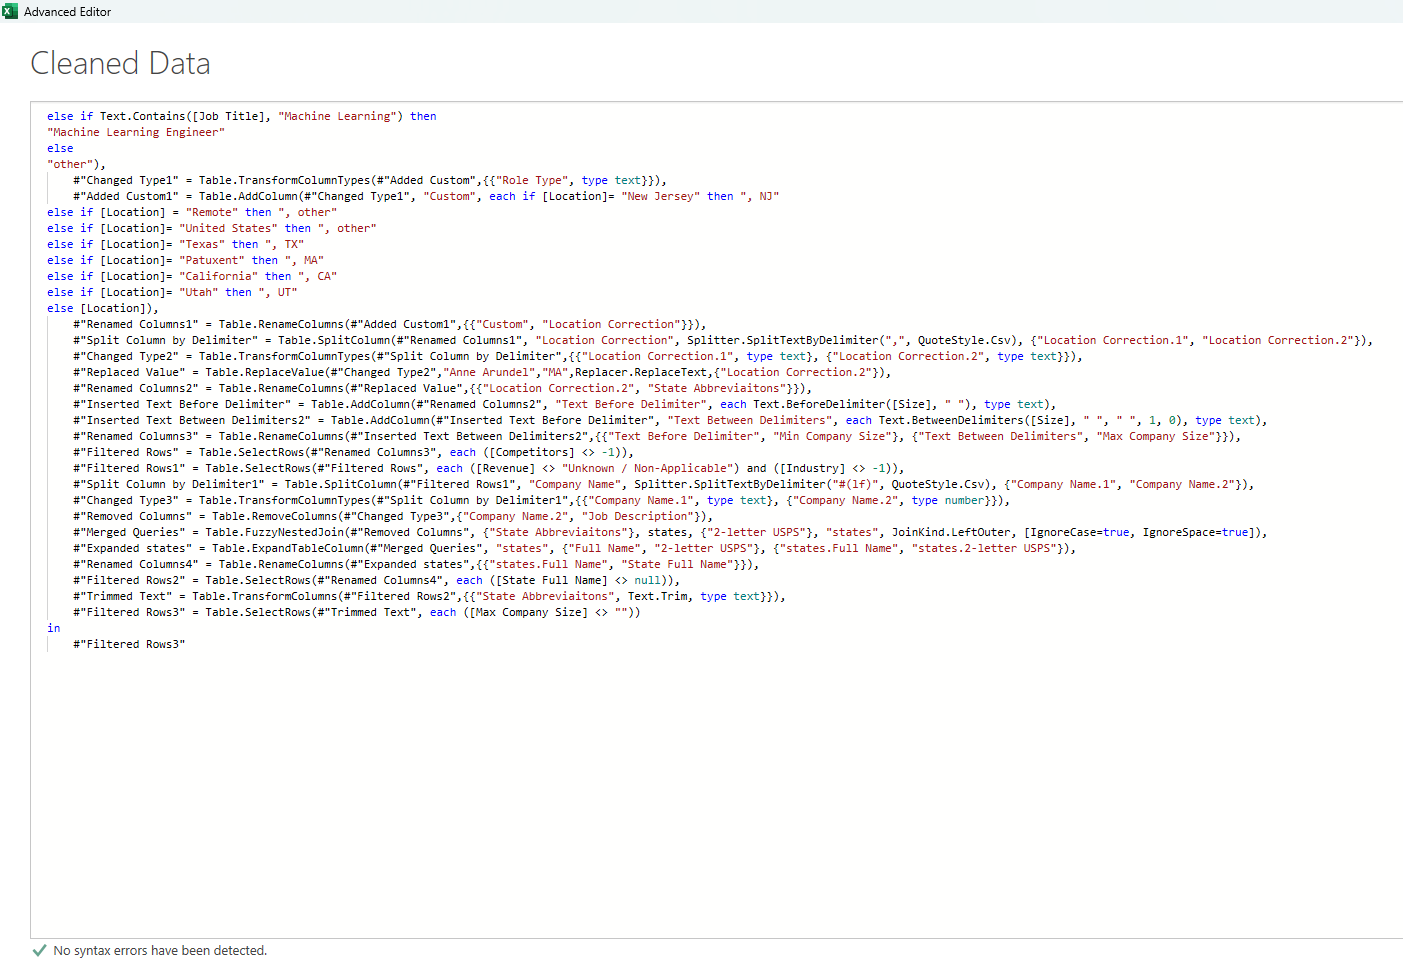 Advanced Editor
Cleaned Data
else if Text.Contains([Job Title], "Machine Learning") then
"Machine Learning Engineer"
else
"other"),
#"Changed Type1" = Table.TransformColumnTypes(#"Added Custom",{{"Role Type", type text}}),
#"Added Custom1" = Table.AddColumn(#"Changed Type1", "Custom", each if [Location]= "New Jersey" then ", NJ"
else if [Location] = "Remote" then ", other"
else if [Location]= "United States" then ", other"
else if [Location]= "Texas" then ", TX"
else if [Location]= "Patuxent" then ", MA"
else if [Location]= "California" then ", CA"
else if [Location]= "Utah" then ", UT"
else [Location]),
#"Renamed Columns1" = Table.RenameColumns(#"Added Custom1",{{"Custom", "Location Correction"}}),
#"Split Column by Delimiter" = Table.SplitColumn(#"Renamed Columns1", "Location Correction", Splitter.SplitTextByDelimiter(",", QuoteStyle.Csv), {"Location Correction.1", "Location Correction.2"}),
#"Changed Type2" = Table.TransformColumnTypes(#"Split Column by Delimiter",{{"Location Correction.1", type text}, {"Location Correction.2", type text}}),
#"Replaced Value" = Table.ReplaceValue(#"Changed Type2","Anne Arundel","MA",Replacer.ReplaceText,{"Location Correction.2"}),
#"Renamed Columns2" = Table.RenameColumns(#"Replaced Value",{{"Location Correction.2", "State Abbreviaitons"}}),
#"Inserted Text Before Delimiter" = Table.AddColumn(#"Renamed Columns2", "Text Before Delimiter", each Text.BeforeDelimiter([Size], " "), type text),
#"Inserted Text Between Delimiters2" = Table.AddColumn(#"Inserted Text Before Delimiter", "Text Between Delimiters", each Text.BetweenDelimiters([Size], " ", " ", 1, 0), type text),
#"Renamed Columns3" = Table.RenameColumns(#"Inserted Text Between Delimiters2",{{"Text Before Delimiter", "Min Company Size"}, {"Text Between Delimiters", "Max Company Size"}}),
#"Filtered Rows" = Table.SelectRows(#"Renamed Columns3", each ([Competitors] <> -1)),
#"Filtered Rows1" = Table.SelectRows(#"Filtered Rows", each ([Revenue] <> "Unknown / Non-Applicable") and ([Industry] <> -1)),
#"Split Column by Delimiter1" = Table.SplitColumn(#"Filtered Rows1", "Company Name", Splitter.SplitTextByDelimiter("#(lf)", QuoteStyle.Csv), {"Company Name.1", "Company Name.2"}),
#"Changed Type3" = Table.TransformColumnTypes(#"Split Column by Delimiter1",{{"Company Name.1", type text}, {"Company Name.2", type number}}),
#"Removed Columns" = Table.RemoveColumns(#"Changed Type3",{"Company Name.2", "Job Description"}),
#"Merged Queries" = Table.FuzzyNestedJoin(#"Removed Columns", {"State Abbreviaitons"}, states, {"2-letter USPS"}, "states", JoinKind.LeftOuter, [IgnoreCase=true, IgnoreSpace=true]),
#"Expanded states" = Table.ExpandTableColumn(#"Merged Queries", "states", {"Full Name", "2-letter USPS"}, {"states.Full Name", "states.2-letter USPS"}),
#"Renamed Columns4" = Table.RenameColumns(#"Expanded states",{{"states.Full Name", "State Full Name"}}),
#"Filtered Rows2" = Table.SelectRows(#"Renamed Columns4", each ([State Full Name] <> null)),
#"Trimmed Text" = Table.TransformColumns(#"Filtered Rows2",{{"State Abbreviaitons", Text.Trim, type text}}),
#"Filtered Rows3" = Table.SelectRows(#"Trimmed Text", each ([Max Company Size] <> ""))
in
#"Filtered Rows3"
No syntax errors have been detected.